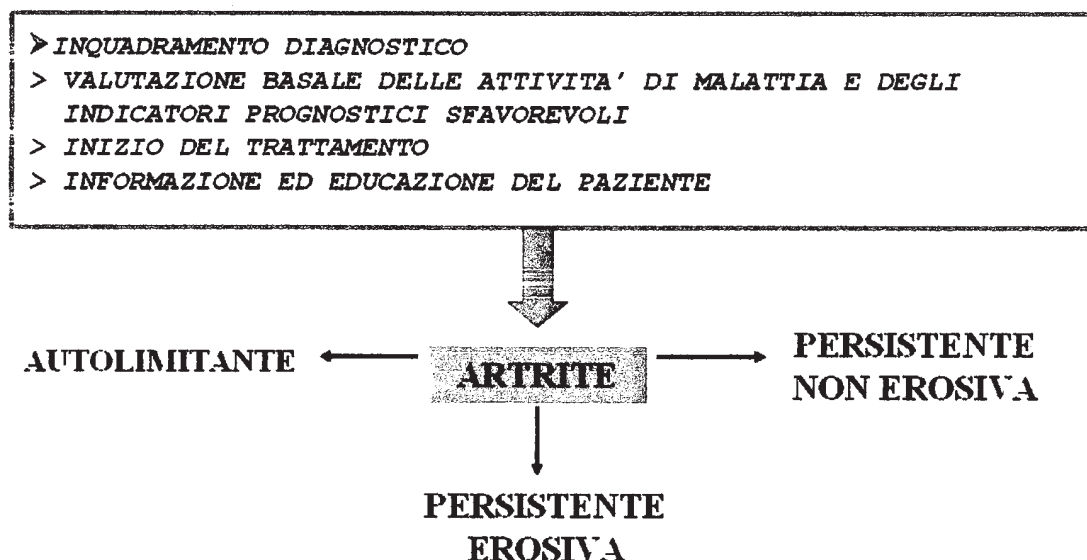 ➤ INQUADRAMENTO DIAGNOSTICO
> VALUTAZIONE BASALE DELLE ATTIVITA' DI MALATTIA E DEGLI
INDICATORI PROGNOSTICI SFAVOREVOLI
> INIZIO DEL TRATTAMENTO
> INFORMAZIONE ED EDUCAZIONE DEL PAZIENTE
AUTOLIMITANTE
ARTRITE
PERSISTENTE
NON EROSIVA
PERSISTENTE
EROSIVA